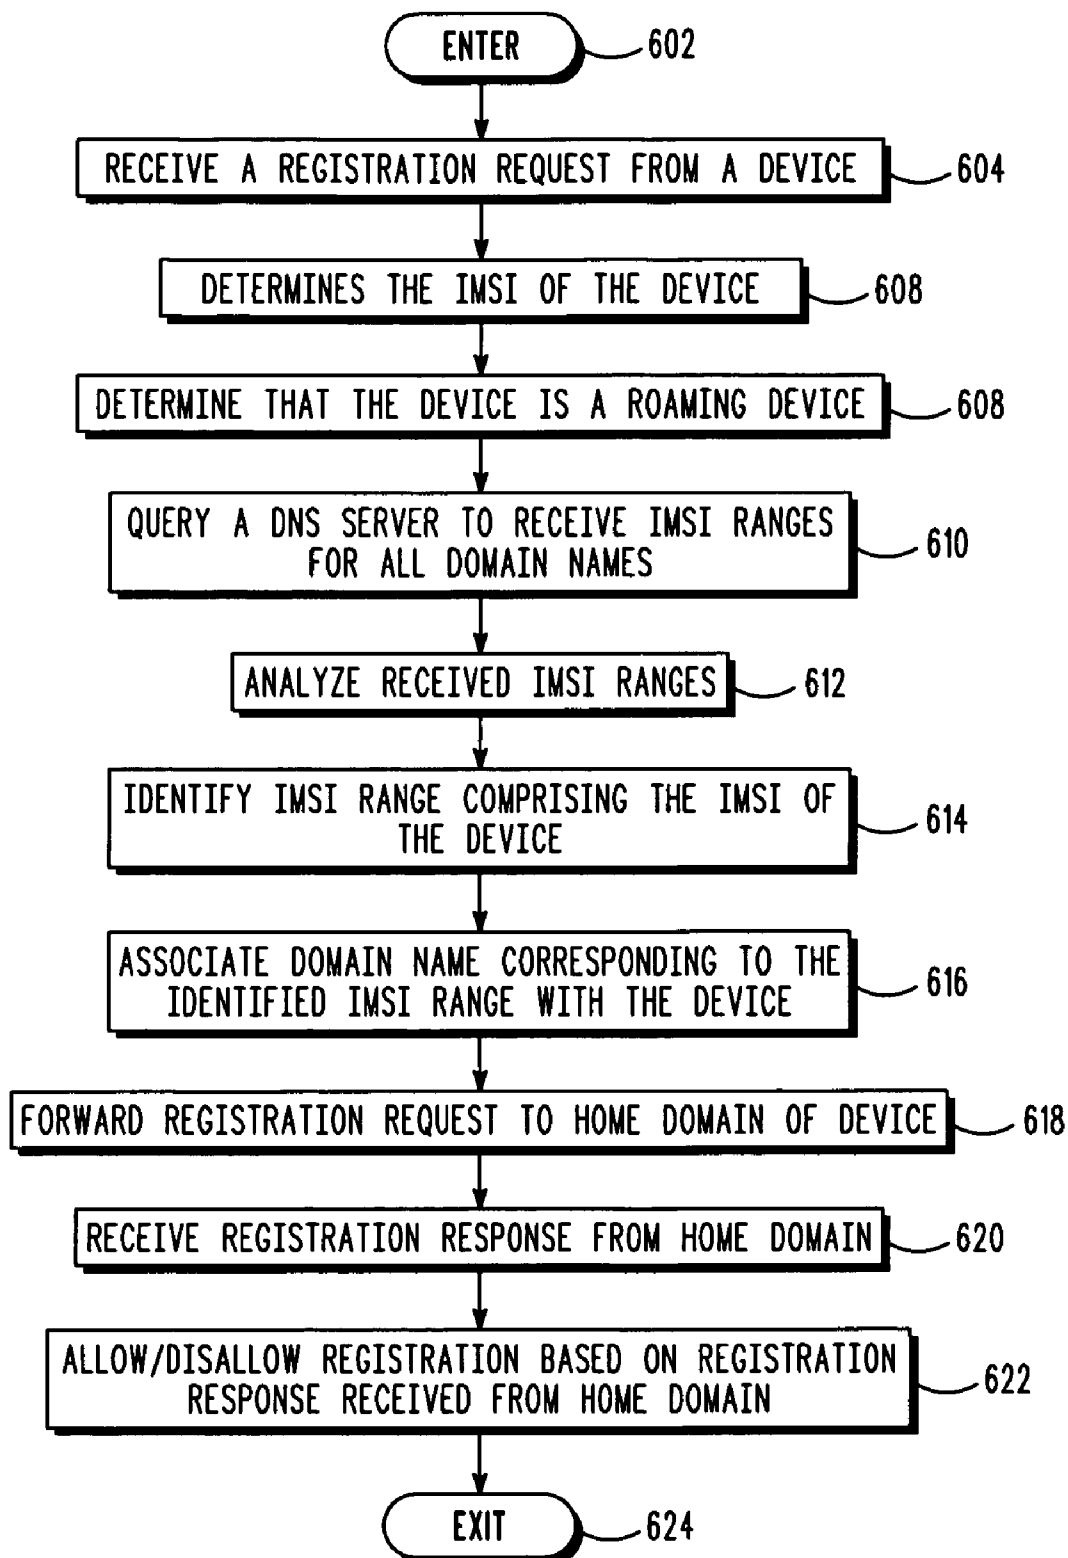 ENTER
602
RECEIVE A REGISTRATION REQUEST FROM A DEVICE
604
DETERMINES THE IMSI OF THE DEVICE
608
DETERMINE THAT THE DEVICE IS A ROAMING DEVICE
608
QUERY A DNS SERVER TO RECEIVE IMSI RANGES
FOR ALL DOMAIN NAMES
610
ANALYZE RECEIVED IMSI RANGES
612
IDENTIFY IMSI RANGE COMPRISING THE IMSI OF
THE DEVICE
614
ASSOCIATE DOMAIN NAME CORRESPONDING TO THE
IDENTIFIED IMSI RANGE WITH THE DEVICE
616
FORWARD REGISTRATION REQUEST TO HOME DOMAIN OF DEVICE
618
RECEIVE REGISTRATION RESPONSE FROM HOME DOMAIN
620
ALLOW/DISALLOW REGISTRATION BASED ON REGISTRATION
RESPONSE RECEIVED FROM HOME DOMAIN
622
EXIT
624